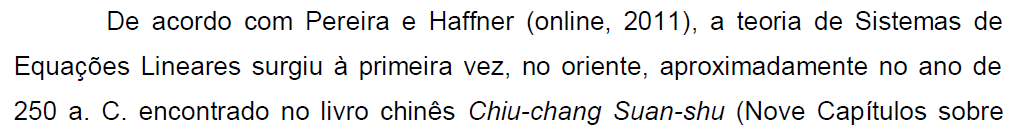 De acordo com Pereira e Haffner (online, 2011), a teoria de Sistemas de
Equações Lineares surgiu à primeira vez, no oriente, aproximadamente no ano de
250 a. C. encontrado no livro chinês Chiu-chang Suan-shu (Nove Capítulos sobre